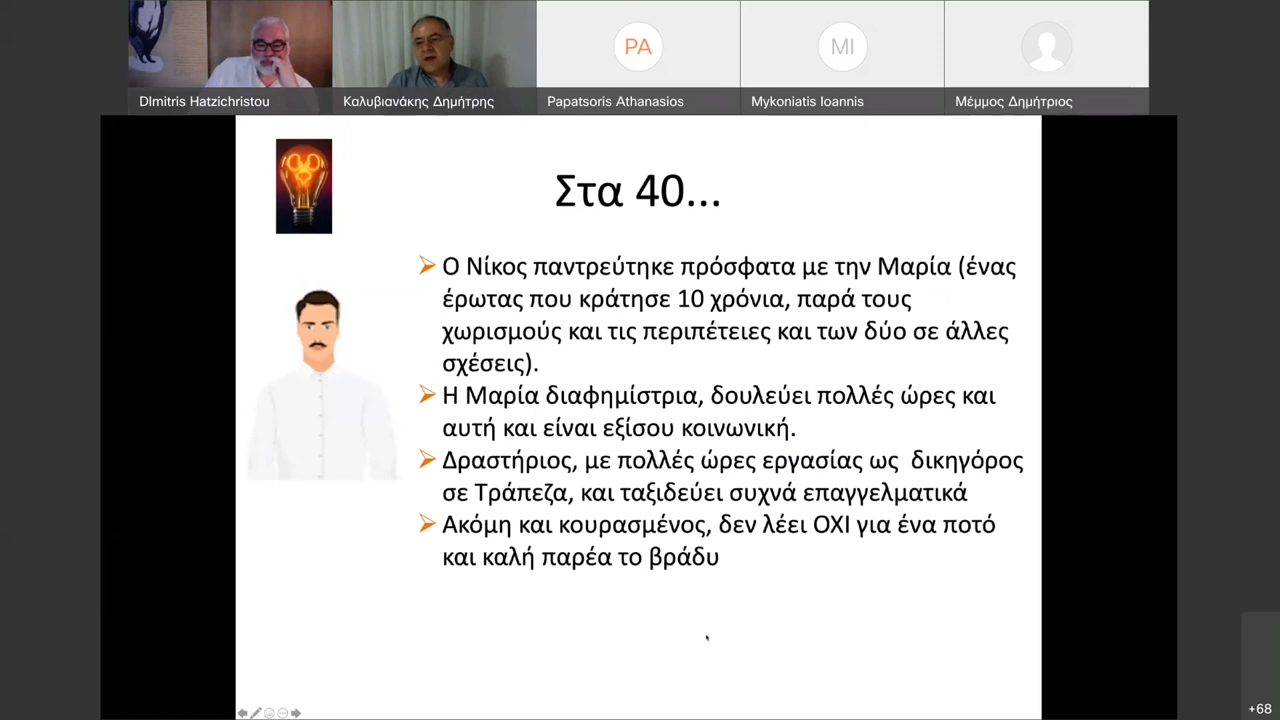 PA
MI
DImitris Hatzichristou
Καλυβιανάκης Δημήτρης
Papatsoris Athanasios
Mykoniatis Ioannis
Μέμμος Δημήτριος
Στα 40...
Ο Νίκος παντρεύτηκε πρόσφατα με την Μαρία (ένας
έρωτας που κράτησε 10 χρόνια, παρά τους
χωρισμούς και τις περιπέτειες και των δύο σε άλλες
σχέσεις).
Η Μαρία διαφημίστρια, δουλεύει πολλές ώρες και
αυτή και είναι εξίσου κοινωνική.
Δραστήριος, με πολλές ώρες εργασίας ως δικηγόρος
σε Τράπεζα, και ταξιδεύει συχνά επαγγελματικά
Ακόμη και κουρασμένος, δεν λέει ΟΧΙ για ένα ποτό
και καλή παρέα το βράδυ
+68